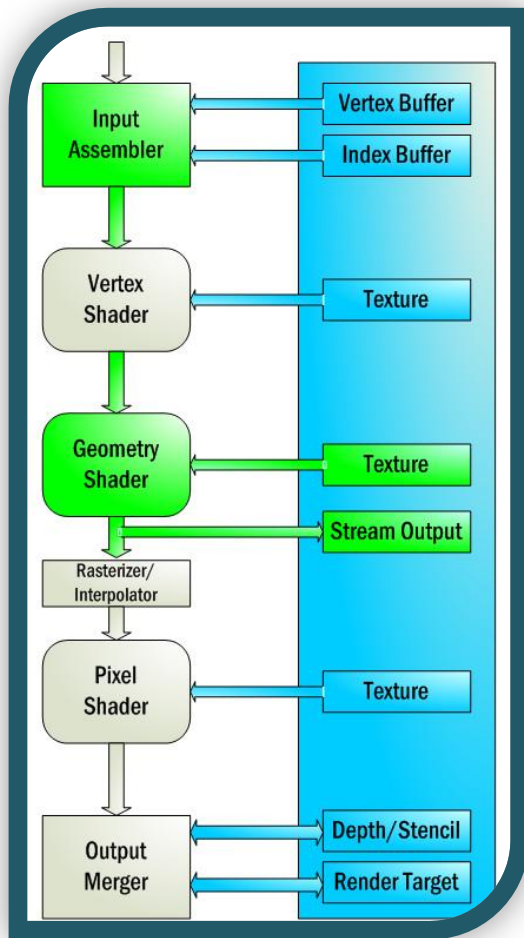 Input
Assembler
Vertex Buffer
Index Buffer
Vertex
Shader
Texture
Geometry
Shader
Texture
Stream Output
Rasterizer/
Interpolator
Pixel
Shader
Texture
Output
Merger
Depth/Stencil
Render Target